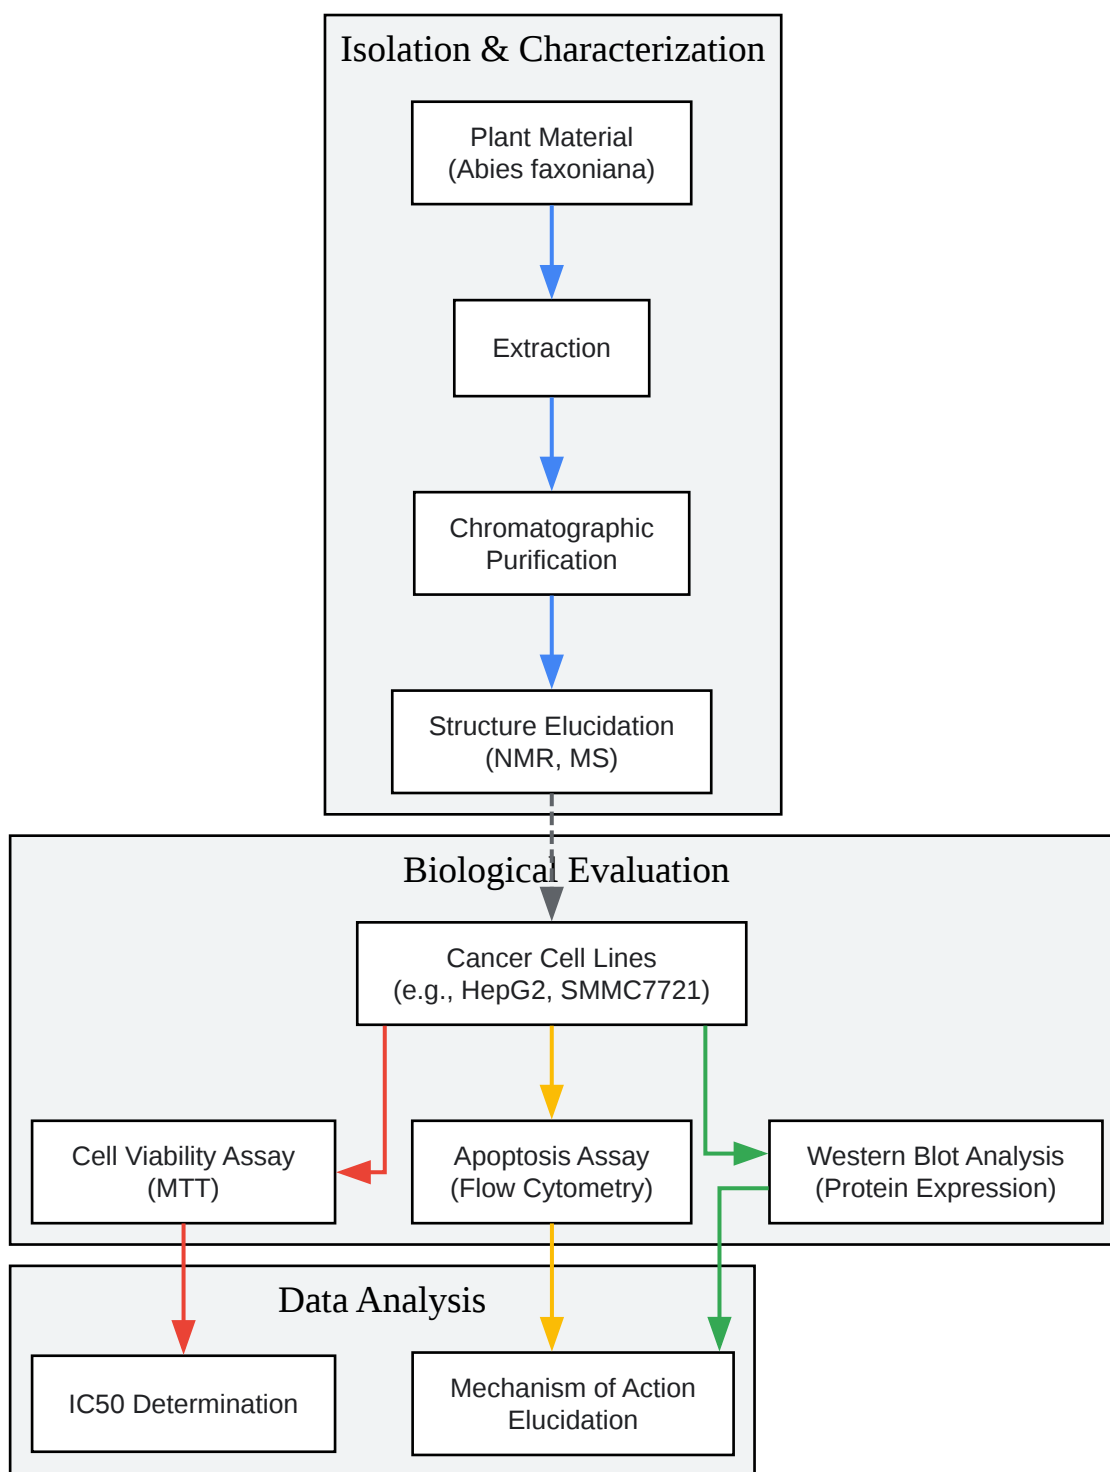 Isolation & Characterization
Plant Material
(Abies faxoniana)
Extraction
Chromatographic
Purification
Structure Elucidation
(NMR, MS)
Biological Evaluation
Cancer Cell Lines
(e.g., HepG2, SMMC7721)
Cell Viability Assay
(MTT)
Apoptosis Assay
(Flow Cytometry)
Western Blot Analysis
(Protein Expression)
Data Analysis
IC50 Determination
Mechanism of Action
Elucidation